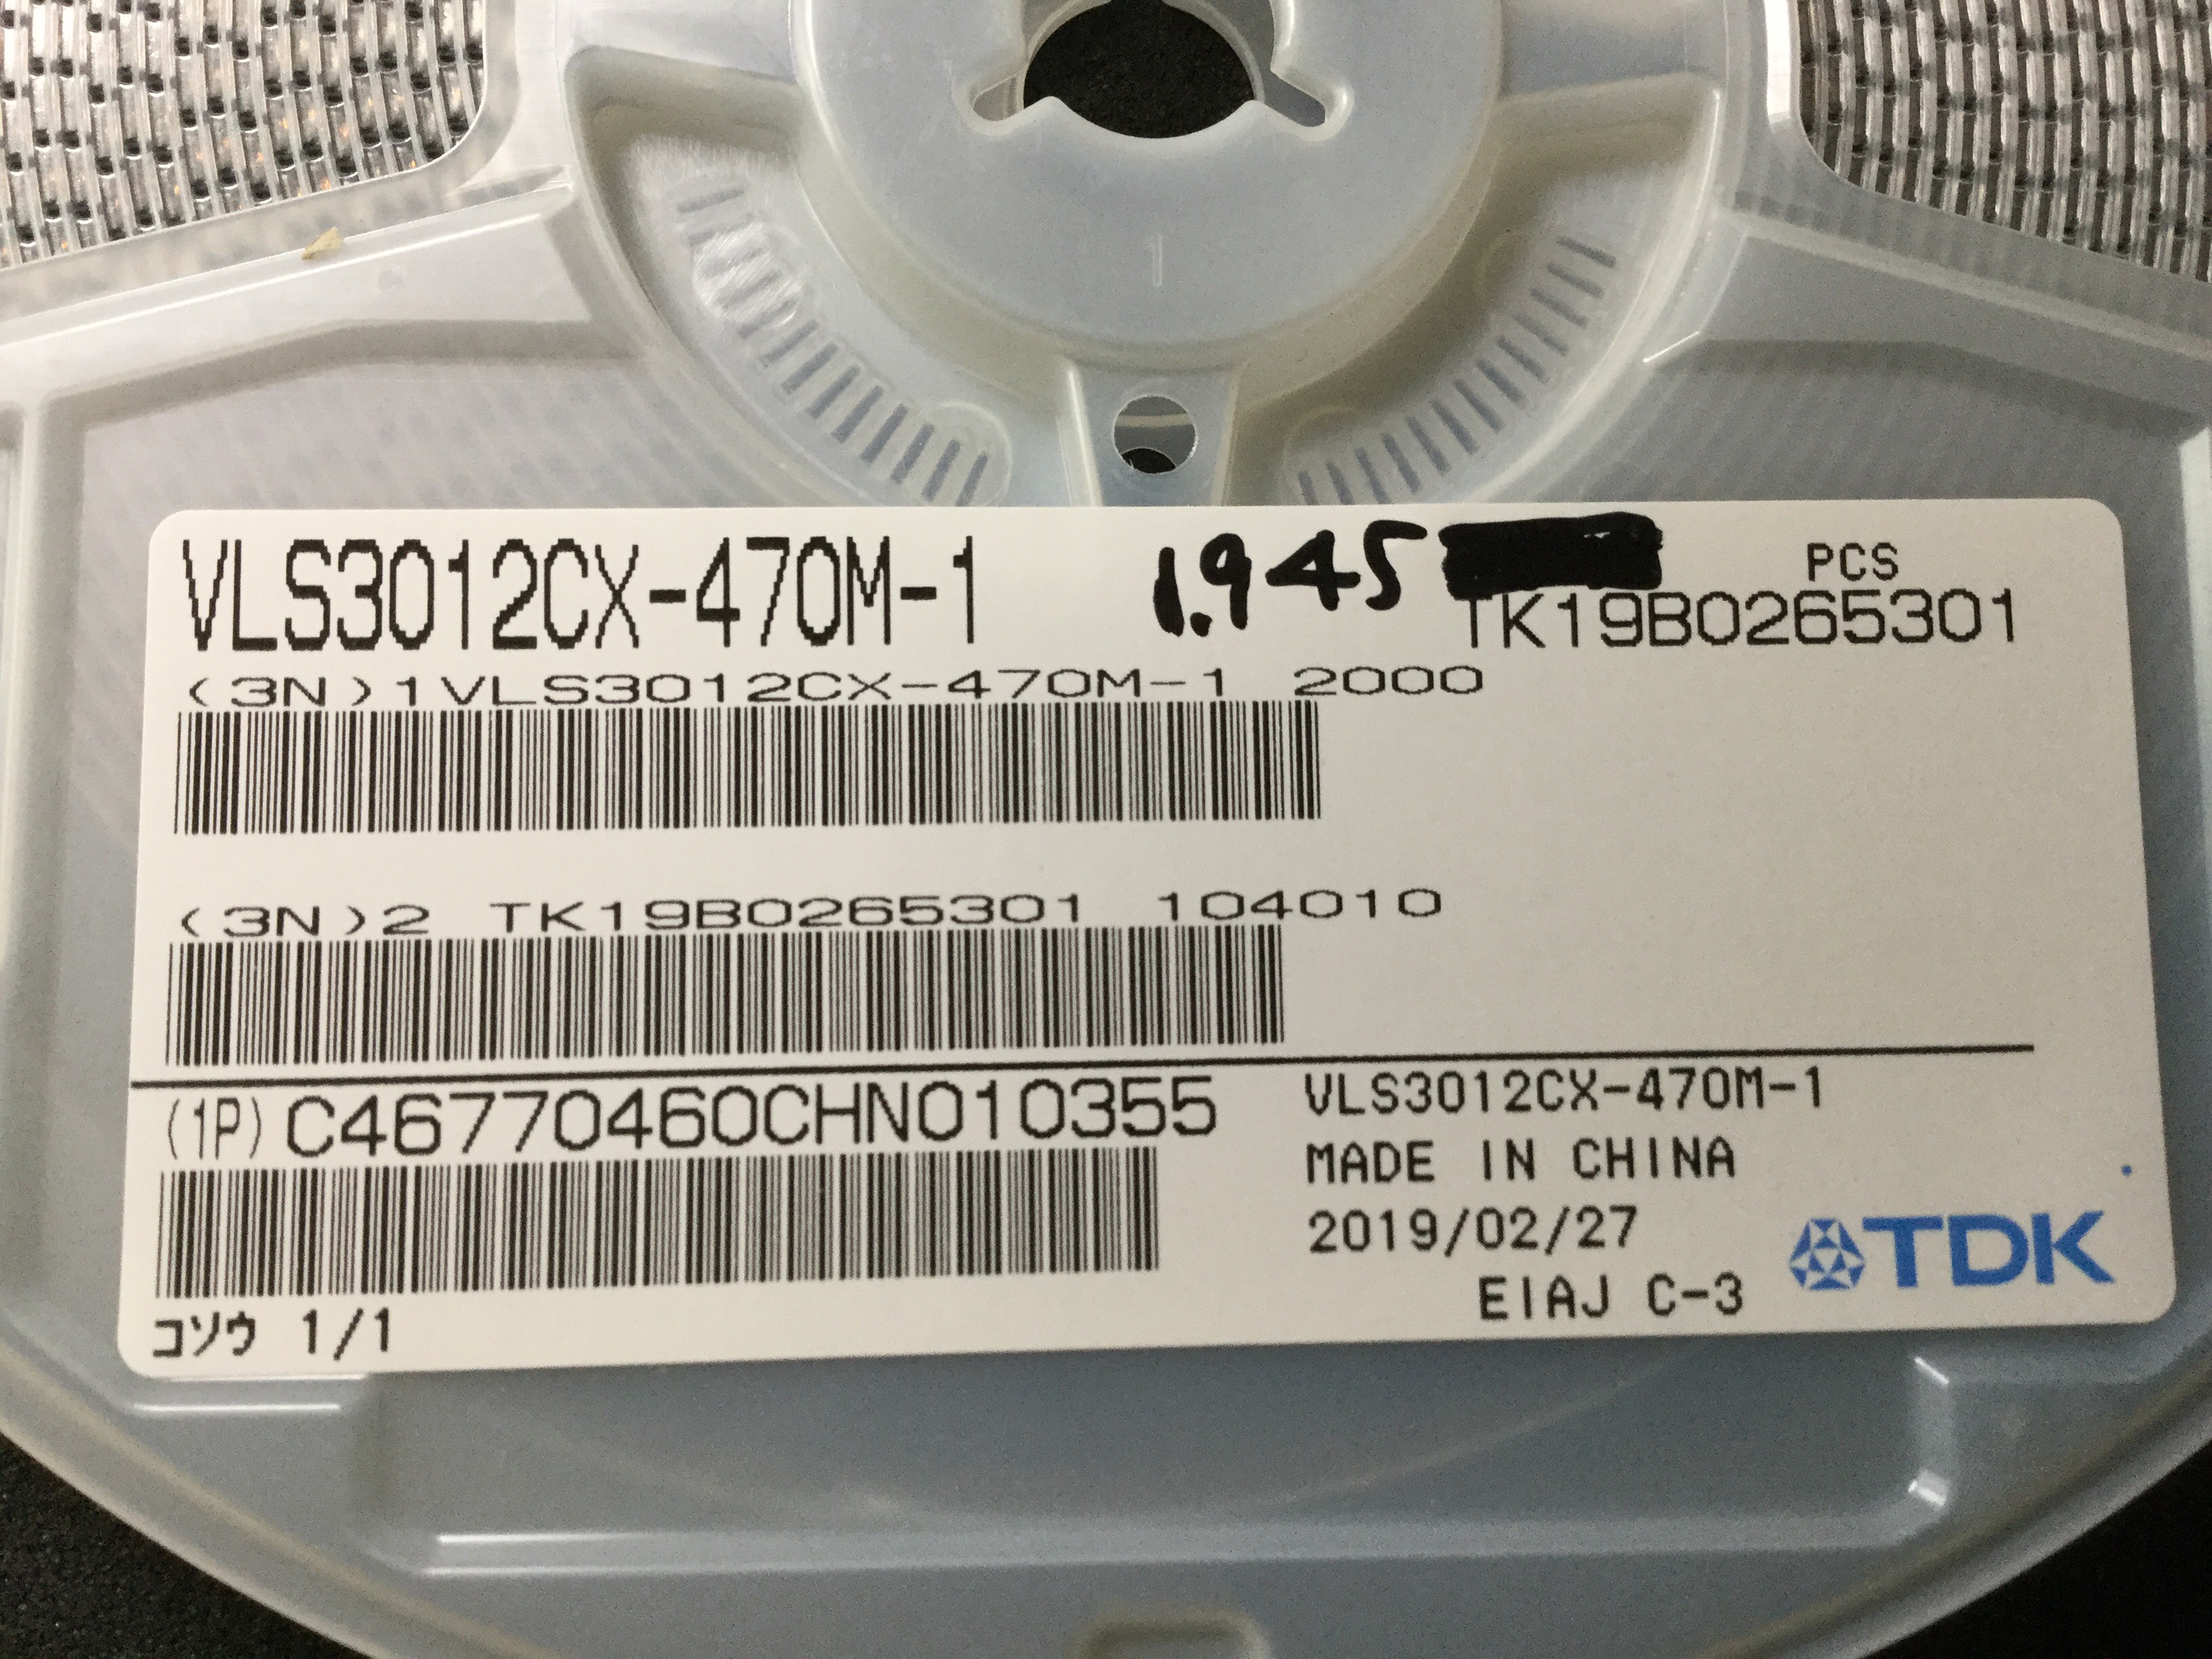 1
VLS3012CX-470M-1 1.945 PCS
TK19B0265301
(3N)1VLS3012CX-470M-1 2000
(3N)2 TK19B0265301 104010
(1P) C46770460CHN010355
VLS3012CX-470M-1
MADE IN CHINA
2019/02/27
EIAJ C-3
TDK
コソウ 1/1